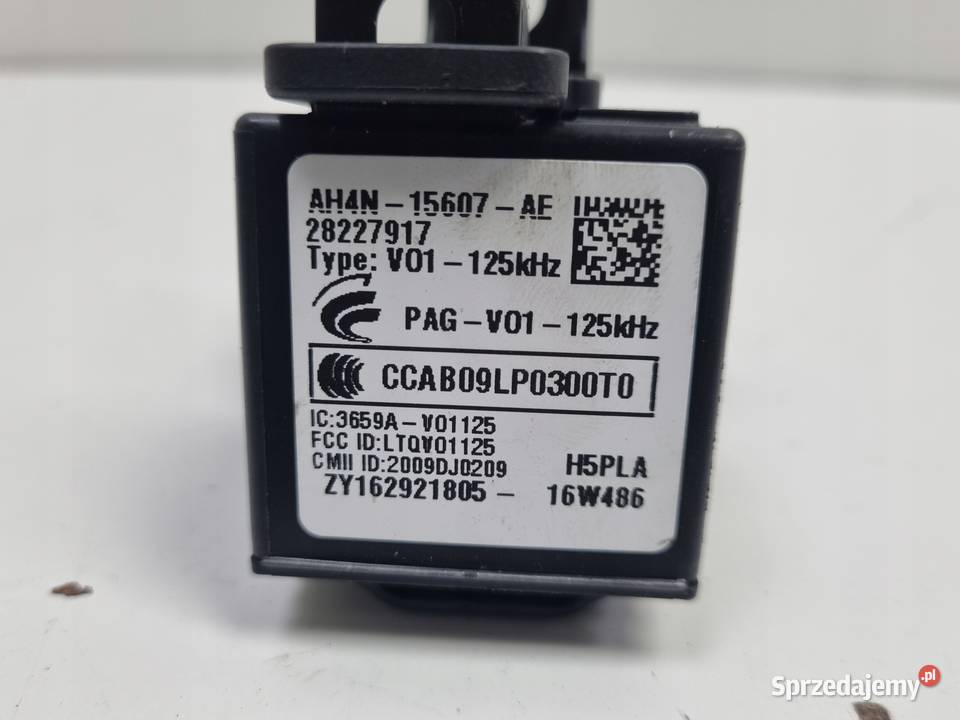 AH4N-15607-AE
28227917
Type: V01-125kHz
PAG-V01-125kHz
CCAB09LP0300T0
IC:3659A-V01125
FCC ID:LTQV01125
CMII ID:2009DJ0209
H5PLA
ZY162921805- 16W486
Sprzedajemy.pl